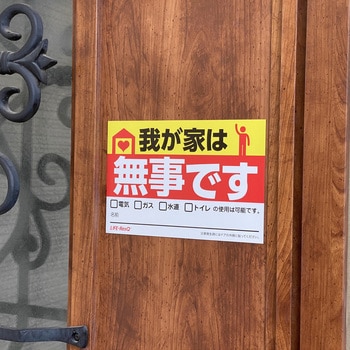 我が家は
無事です
□電気 □ガス □水道 □トイレ の使用は可能です。
名前